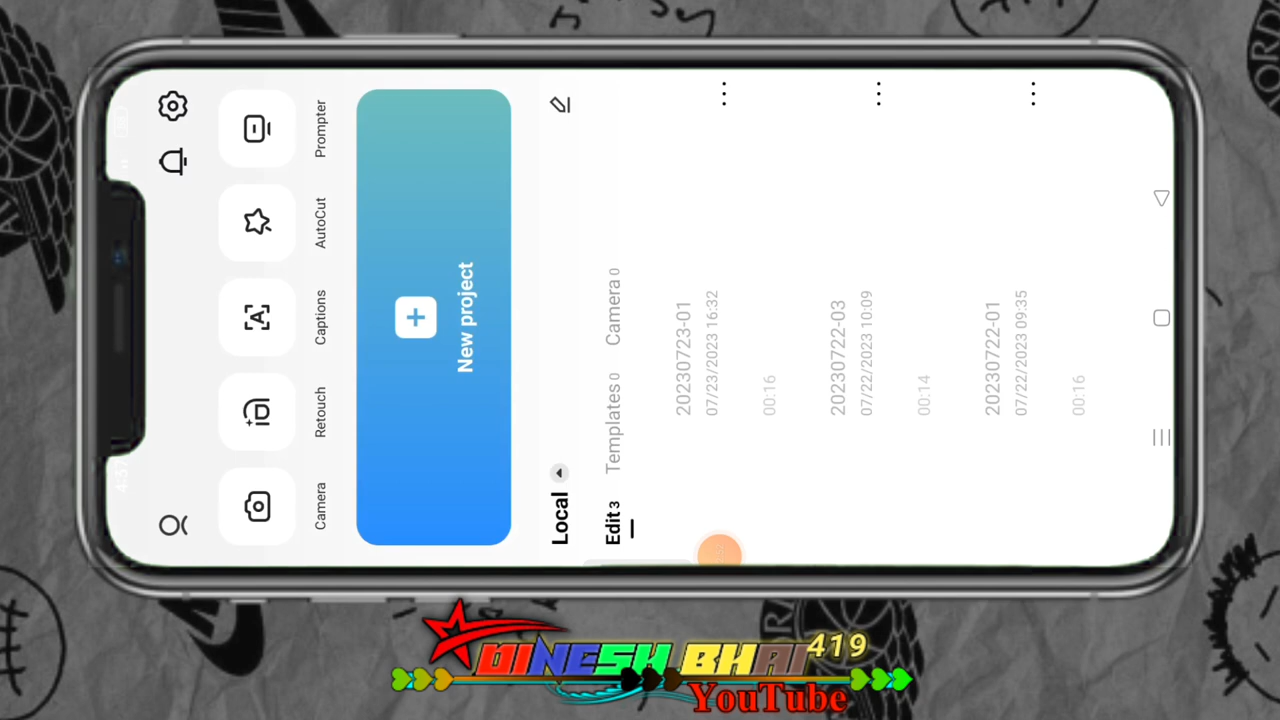 4:57
Camera
Retouch
Captions
AutoCut
Prompter
+
New project
Local
Edit 3
Templates 0
Camera 0
20230723-01
07/23/2023 16:32
00:16
20230722-03
07/22/2023 10:09
00:14
20230722-01
07/22/2023 09:35
00:16
DINESH BHAI 419
YouTube